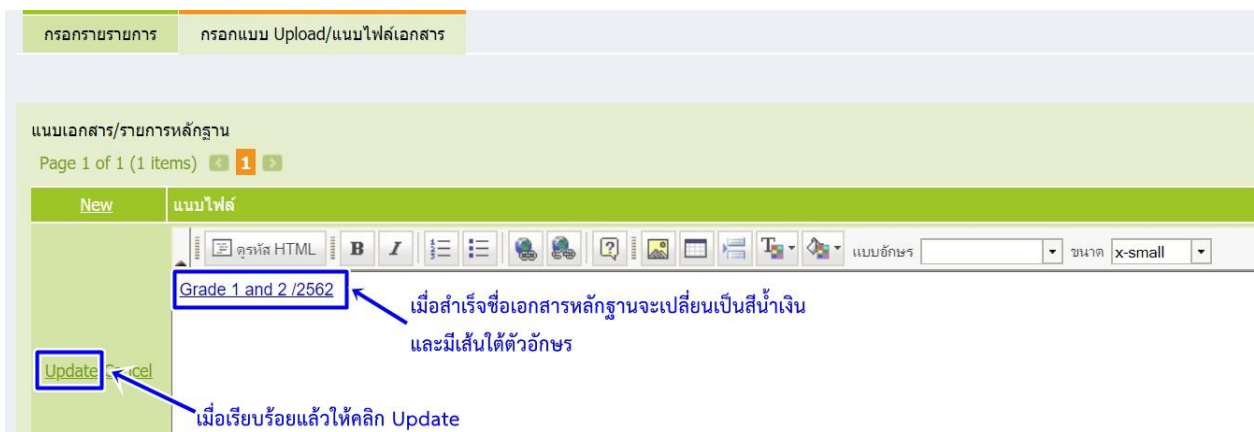 กรอกรายรายการ
กรอกแบบ Upload/แนบไฟล์เอกสาร
แนบเอกสาร/รายการหลักฐาน
Page 1 of 1 (1 items) 1
New
แนบไฟล์
ดูรหัส HTML B I แบบอักษร ขนาด x-small
Grade 1 and 2 /2562
เมื่อสำเร็จชื่อเอกสารหลักฐานจะเปลี่ยนเป็นสีน้ำเงิน
และมีเส้นใต้ตัวอักษร
Update Cancel
เมื่อเรียบร้อยแล้วให้คลิก Update